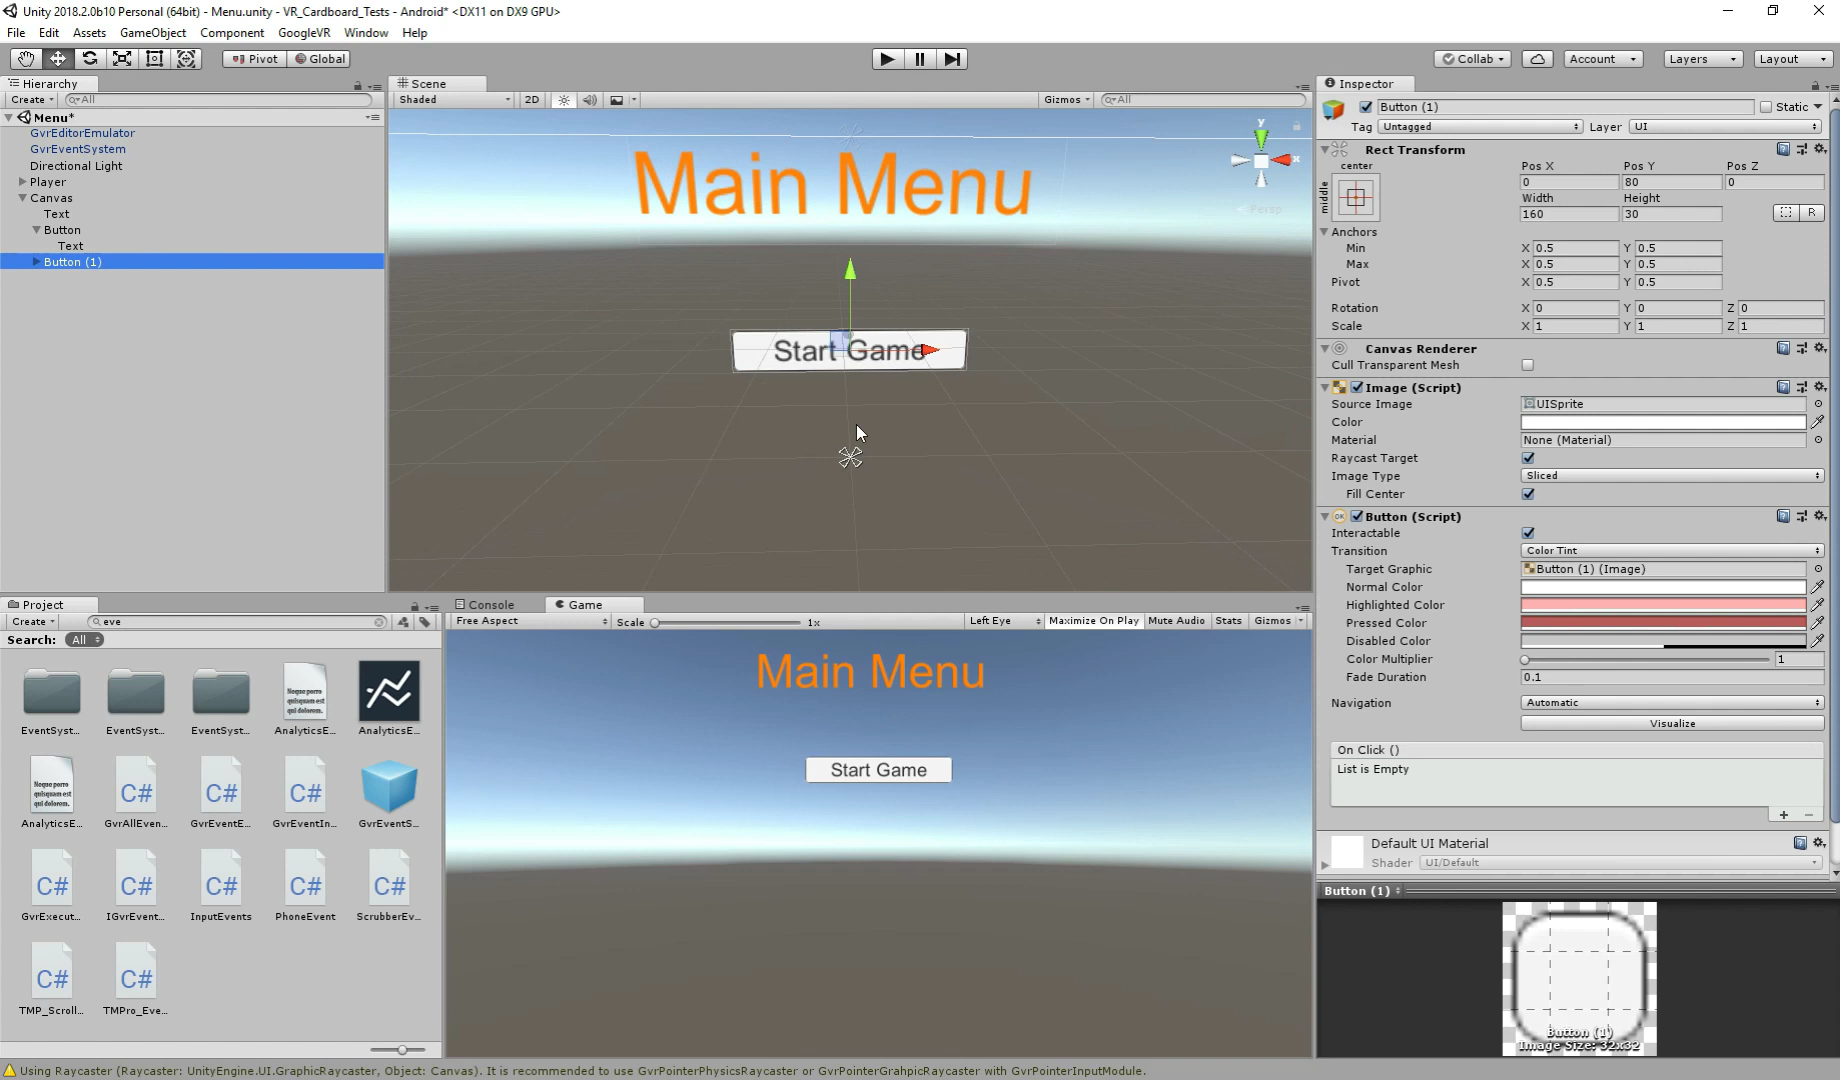 Unity 2018.2.0b10 Personal (64bit) - Menu.unity - VR_Cardboard_Tests - Android* <DX11 on DX9 GPU>
File Edit Assets GameObject Component GoogleVR Window Help
Pivot Global Collab Account Layers Layout
Hierarchy
Create All
Menu*
GvrEditorEmulator
GvrEventSystem
Directional Light
Player
Canvas
Text
Button
Text
Button (1)
Scene
Shaded 2D Gizmos All
Main Menu
y
x
Persp
Start Game
Project
Create eve
Search: All
EventSyst... EventSyst... EventSyst... AnalyticsE... AnalyticsE...
AnalyticsE... GvrAllEven... GvrEventE... GvrEventIn... GvrEventS...
GvrExecut... IGvrEvent... InputEvents PhoneEvent ScrubberEv...
TMP_Scroll... TMPro_Eve...
Console Game
Free Aspect Scale 1x Left Eye Maximize On Play Mute Audio Stats Gizmos
Main Menu
Start Game
Inspector
Button (1) Static
Tag Untagged Layer UI
Rect Transform
center Pos X Pos Y Pos Z
middle 0 80 0
Width Height
160 30
R
Anchors
Min X 0.5 Y 0.5
Max X 0.5 Y 0.5
Pivot X 0.5 Y 0.5
Rotation X 0 Y 0 Z 0
Scale X 1 Y 1 Z 1
Canvas Renderer
Cull Transparent Mesh
Image (Script)
Source Image UISprite
Color
Material None (Material)
Raycast Target
Image Type Sliced
Fill Center
Button (Script)
Interactable
Transition Color Tint
Target Graphic Button (1) (Image)
Normal Color
Highlighted Color
Pressed Color
Disabled Color
Color Multiplier 1
Fade Duration 0.1
Navigation Automatic
Visualize
On Click ()
List is Empty
Default UI Material
Shader UI/Default
Button (1)
Button (1)
Image Size: 32x32
Using Raycaster (Raycaster: UnityEngine.UI.GraphicRaycaster, Object: Canvas). It is recommended to use GvrPointerPhysicsRaycaster or GvrPointerGrahpicRaycaster with GvrPointerInputModule.